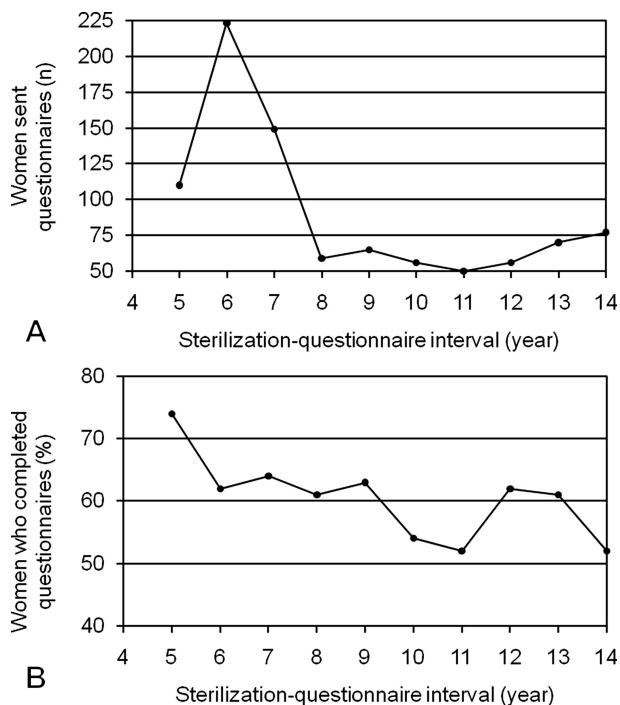 225
200
175
150
125
100
75
50
Women sent
questionnaires (n)
4 5 6 7 8 9 10 11 12 13 14
A
Sterilization-questionnaire interval (year)
80
70
60
50
40
Women who completed
questionnaires (%)
4 5 6 7 8 9 10 11 12 13 14
B
Sterilization-questionnaire interval (year)